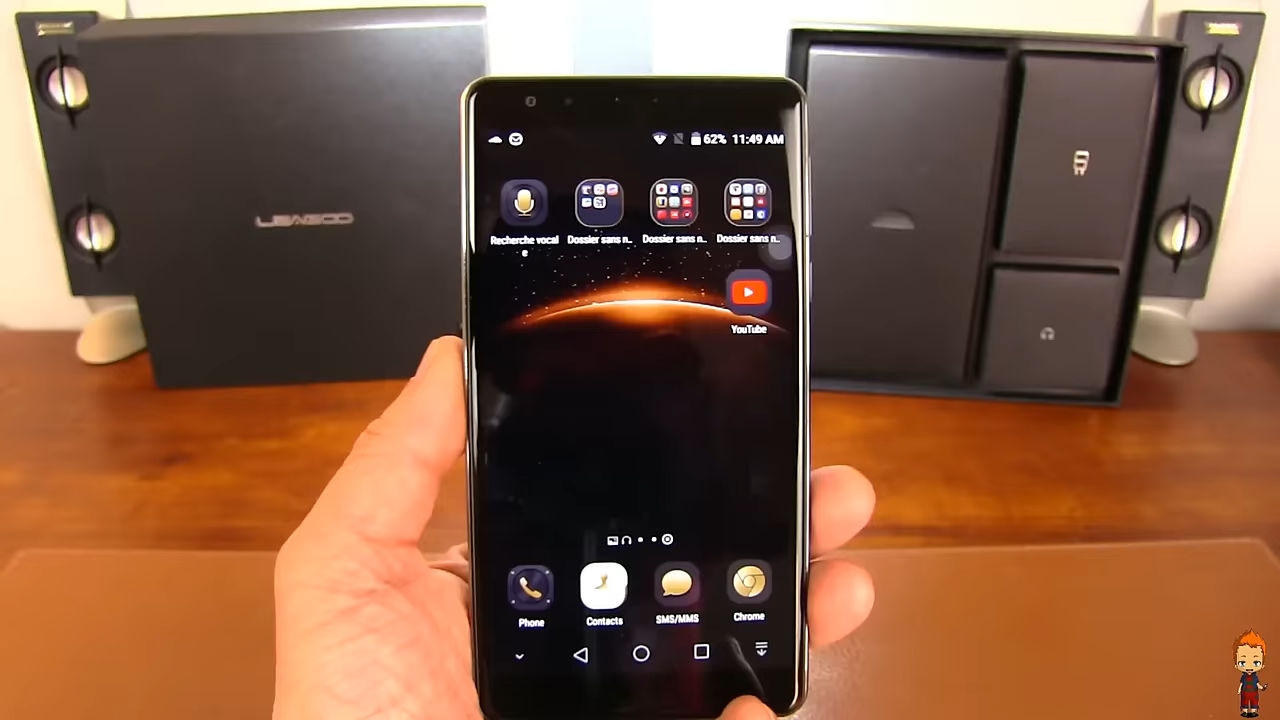 LEAGOO
62% 11:49 AM
Recherche vocal
e
Dossier sans n..
Dossier sans n..
Dossier sans n..
YouTube
Phone
Contacts
SMS/MMS
Chrome